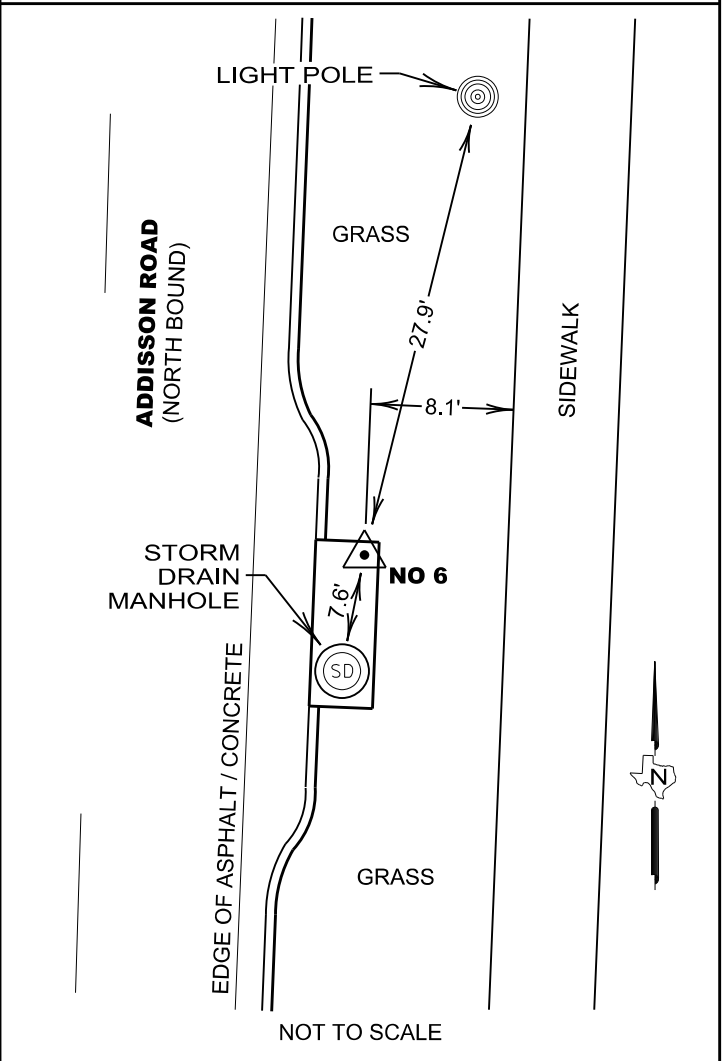 LIGHT POLE
GRASS
ADDISSON ROAD
(NORTH BOUND)
27.9'
SIDEWALK
8.1'
STORM
DRAIN
MANHOLE
NO 6
7.6'
SD
EDGE OF ASPHALT / CONCRETE
N
GRASS
NOT TO SCALE